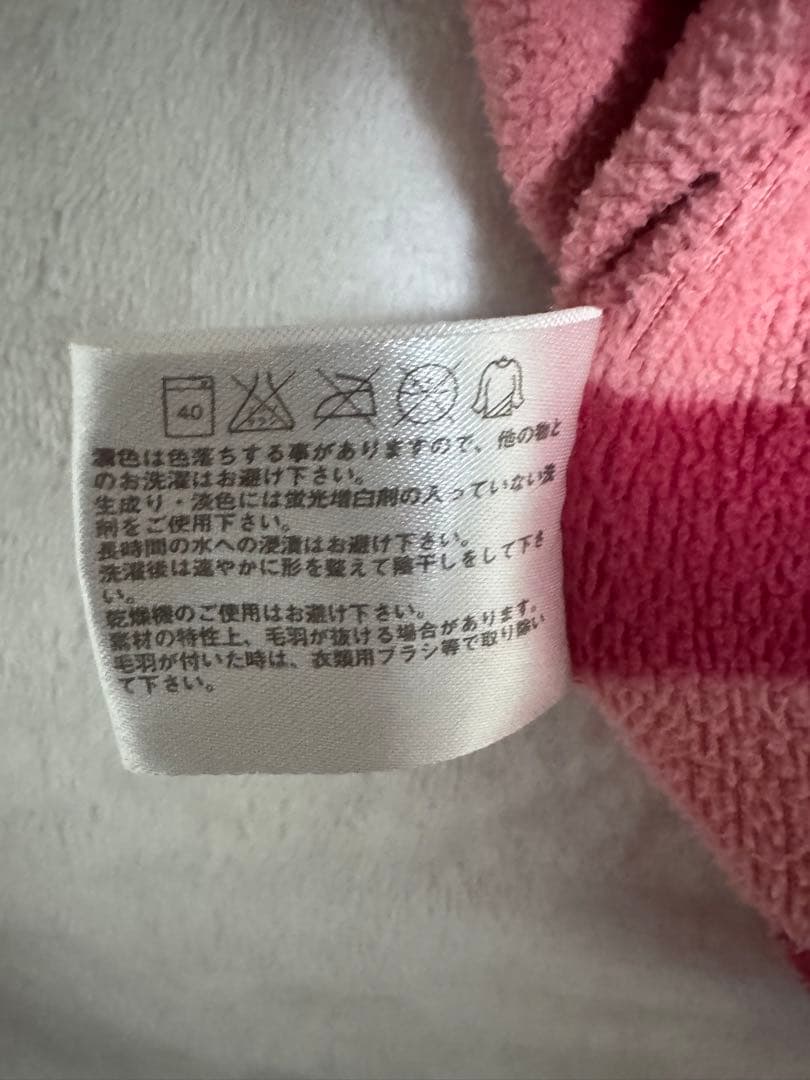 40
濃色は色落ちする事がありますので、他の物と
のお洗濯はお避け下さい。
生成り・淡色には蛍光増白剤の入っていない洗
剤をご使用下さい。
長時間の水への浸漬はお避け下さい。
洗濯後は速やかに形を整えて陰干しをして下さ
い。
乾燥機のご使用はお避け下さい。
素材の特性上、毛羽が抜ける場合があります。
毛羽が付いた時は、衣類用ブラシ等で取り除い
て下さい。